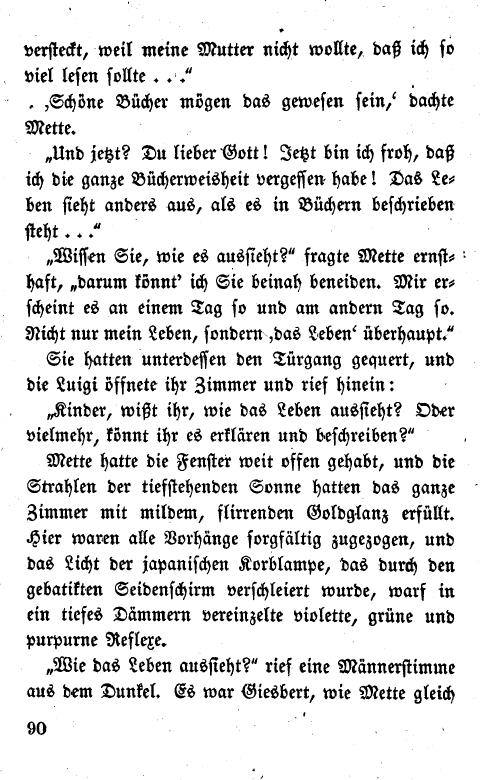 versteckt, weil meine Mutter nicht wollte, daß ich so
viel lesen sollte . . .“
‚Schöne Bücher mögen das gewesen sein,‘ dachte
Mette.
„Und jetzt? Du lieber Gott! Jetzt bin ich froh, daß
ich die ganze Bücherweisheit vergessen habe! Das Le-
ben sieht anders aus, als es in Büchern beschrieben
steht . . .“
„Wissen Sie, wie es aussieht?“ fragte Mette ernst-
haft, „darum könnt’ ich Sie beinah beneiden. Mir er-
scheint es an einem Tag so und am andern Tag so.
Nicht nur mein Leben, sondern ‚das Leben‘ überhaupt.“
Sie hatten unterdessen den Türgang gequert, und
die Luigi öffnete ihr Zimmer und rief hinein:
„Kinder, wißt ihr, wie das Leben aussieht? Oder
vielmehr, könnt ihr es erklären und beschreiben?“
Mette hatte die Fenster weit offen gehabt, und die
Strahlen der tiefstehenden Sonne hatten das ganze
Zimmer mit mildem, flirrenden Goldglanz erfüllt.
Hier waren alle Vorhänge sorgfältig zugezogen, und
das Licht der japanischen Korblampe, das durch den
gebatikten Seidenschirm verschleiert wurde, warf in
ein tiefes Dämmern vereinzelte violette, grüne und
purpurne Reflexe.
„Wie das Leben aussieht?“ rief eine Männerstimme
aus dem Dunkel. Es war Giesbert, wie Mette gleich
90